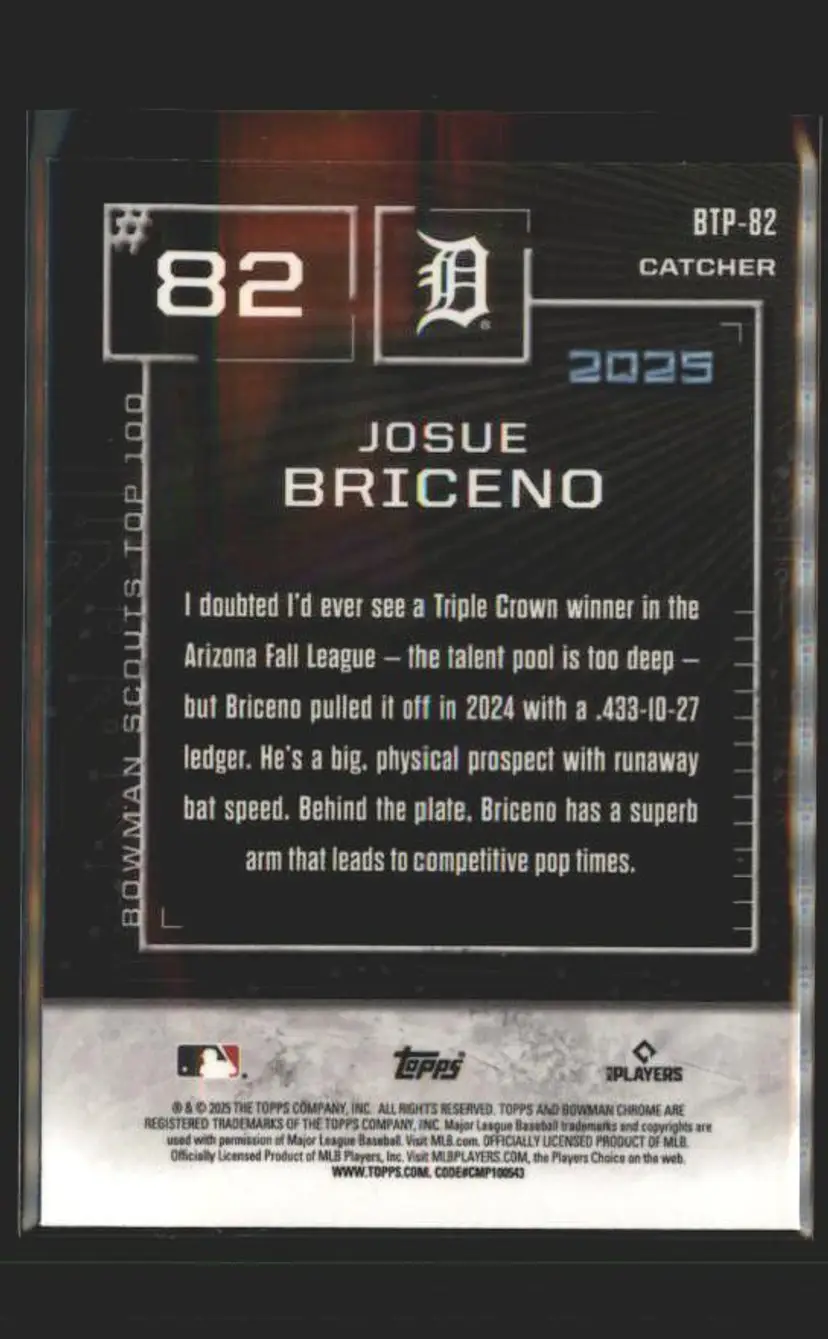 #82
D
BTP-82
CATCHER
2025
JOSUE
BRICENO
BOWMAN SCOUTS TOP 100
I doubted I'd ever see a Triple Crown winner in the
Arizona Fall League – the talent pool is too deep –
but Briceno pulled it off in 2024 with a .433-10-27
ledger. He's a big, physical prospect with runaway
bat speed. Behind the plate, Briceno has a superb
arm that leads to competitive pop times.
topps
PLAYERS
® & © 2025 THE TOPPS COMPANY, INC. ALL RIGHTS RESERVED. TOPPS AND BOWMAN CHROME ARE
REGISTERED TRADEMARKS OF THE TOPPS COMPANY, INC. Major League Baseball trademarks and copyrights are
used with permission of Major League Baseball. Visit MLB.com. OFFICIALLY LICENSED PRODUCT OF MLB.
Officially Licensed Product of MLB Players, Inc. Visit MLBPLAYERS.COM, the Players Choice on the web.
WWW.TOPPS.COM. CODE#CMP100543